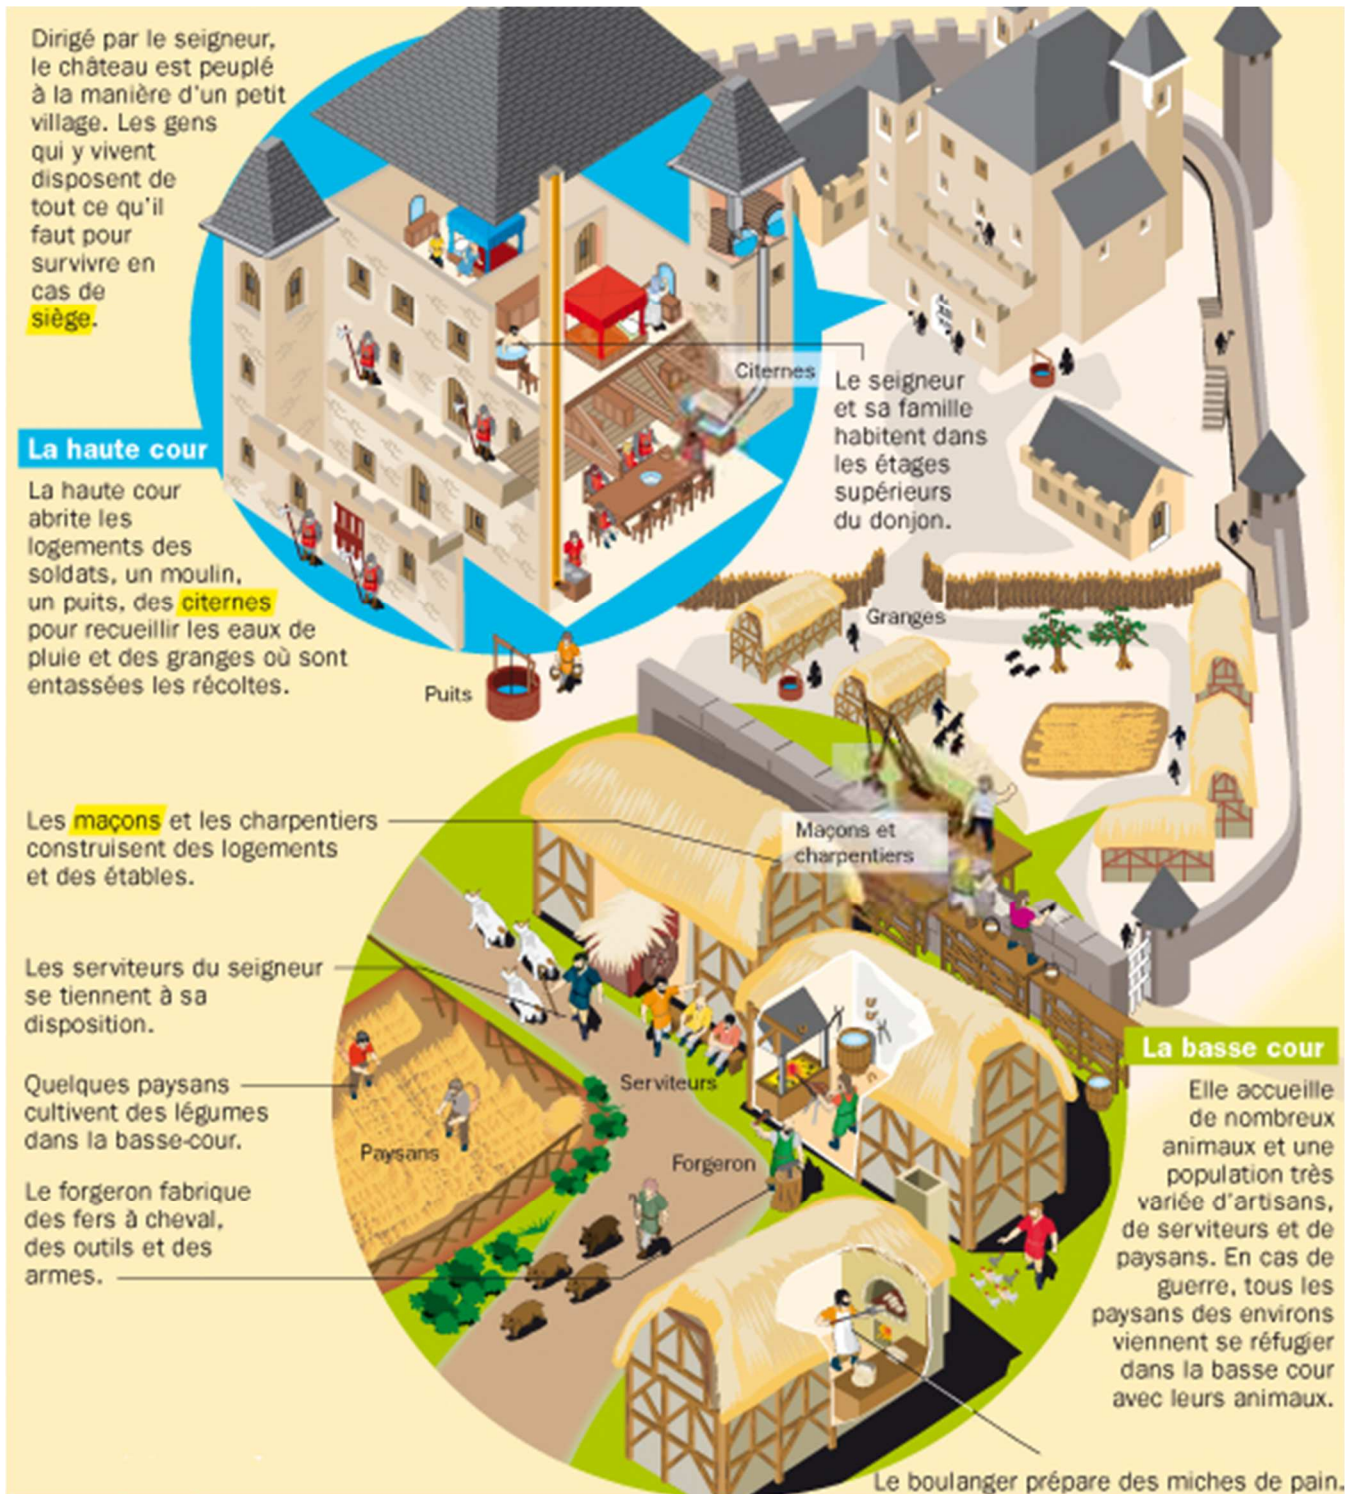 Dirigé par le seigneur,
le château est peuplé
à la manière d'un petit
village. Les gens
qui y vivent
disposent de
tout ce qu'il
faut pour
survivre en
cas de
siège.
Citernes
Le seigneur
et sa famille
habitent dans
les étages
supérieurs
du donjon.
La haute cour
La haute cour
abrite les
logements des
soldats, un moulin,
un puits, des citernes
pour recueillir les eaux de
pluie et des granges où sont
entassées les récoltes.
Puits
Granges
Les maçons et les charpentiers
construisent des logements
et des étables.
Maçons et
charpentiers
Les serviteurs du seigneur
se tiennent à sa
disposition.
Serviteurs
Quelques paysans
cultivent des légumes
dans la basse-cour.
Paysans
Forgeron
Le forgeron fabrique
des fers à cheval,
des outils et des
armes.
La basse cour
Elle accueille
de nombreux
animaux et une
population très
variée d'artisans,
de serviteurs et de
paysans. En cas de
guerre, tous les
paysans des environs
viennent se réfugier
dans la basse cour
avec leurs animaux.
Le boulanger prépare des miches de pain.